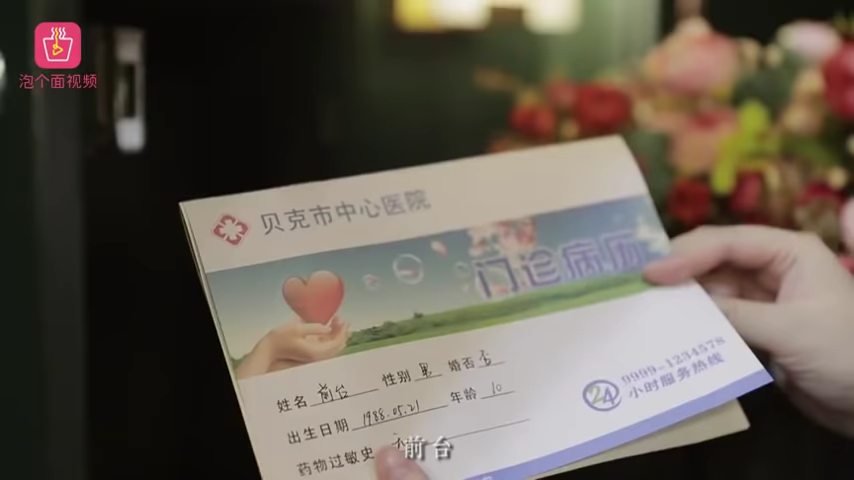 泡个面视频
贝克市中心医院
门诊病历
姓名 前台 性别 男 婚否 否
出生日期 1988.05.21 年龄 10
药物过敏史
24
9999-1234578
小时服务热线
前台